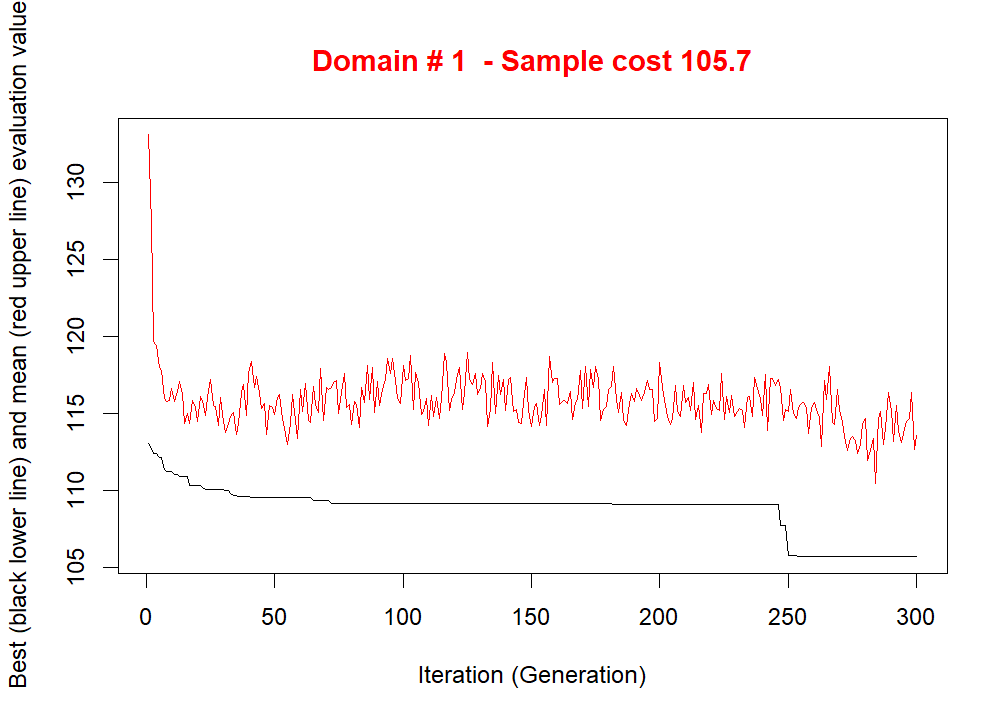 Domain # 1  - Sample cost 105.7
Best (black lower line) and mean (red upper line) evaluation value
130
125
120
115
110
105
0 50 100 150 200 250 300
Iteration (Generation)